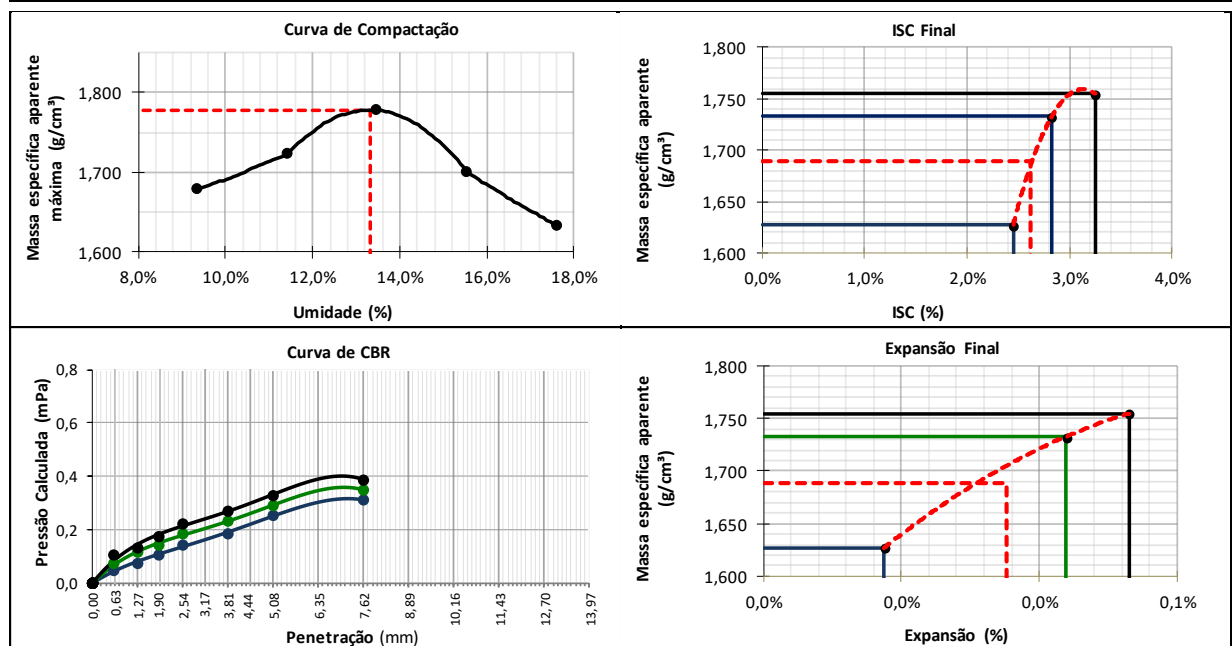 Curva de Compactação
Massa específica aparente
máxima (g/cm³)
1,800
1,700
1,600
8,0% 10,0% 12,0% 14,0% 16,0% 18,0%
Umidade (%)
ISC Final
Massa específica aparente
(g/cm³)
1,800
1,750
1,700
1,650
1,600
0,0% 1,0% 2,0% 3,0% 4,0%
ISC (%)
Curva de CBR
Pressão Calculada (mPa)
0,8
0,6
0,4
0,2
0,0
0,00 0,63 1,27 1,90 2,54 3,17 3,81 4,44 5,08 6,35 7,62 8,89 10,16 11,43 12,70 13,97
Penetração (mm)
Expansão Final
Massa específica aparente
(g/cm³)
1,800
1,750
1,700
1,650
1,600
0,0% 0,0% 0,0% 0,1%
Expansão (%)